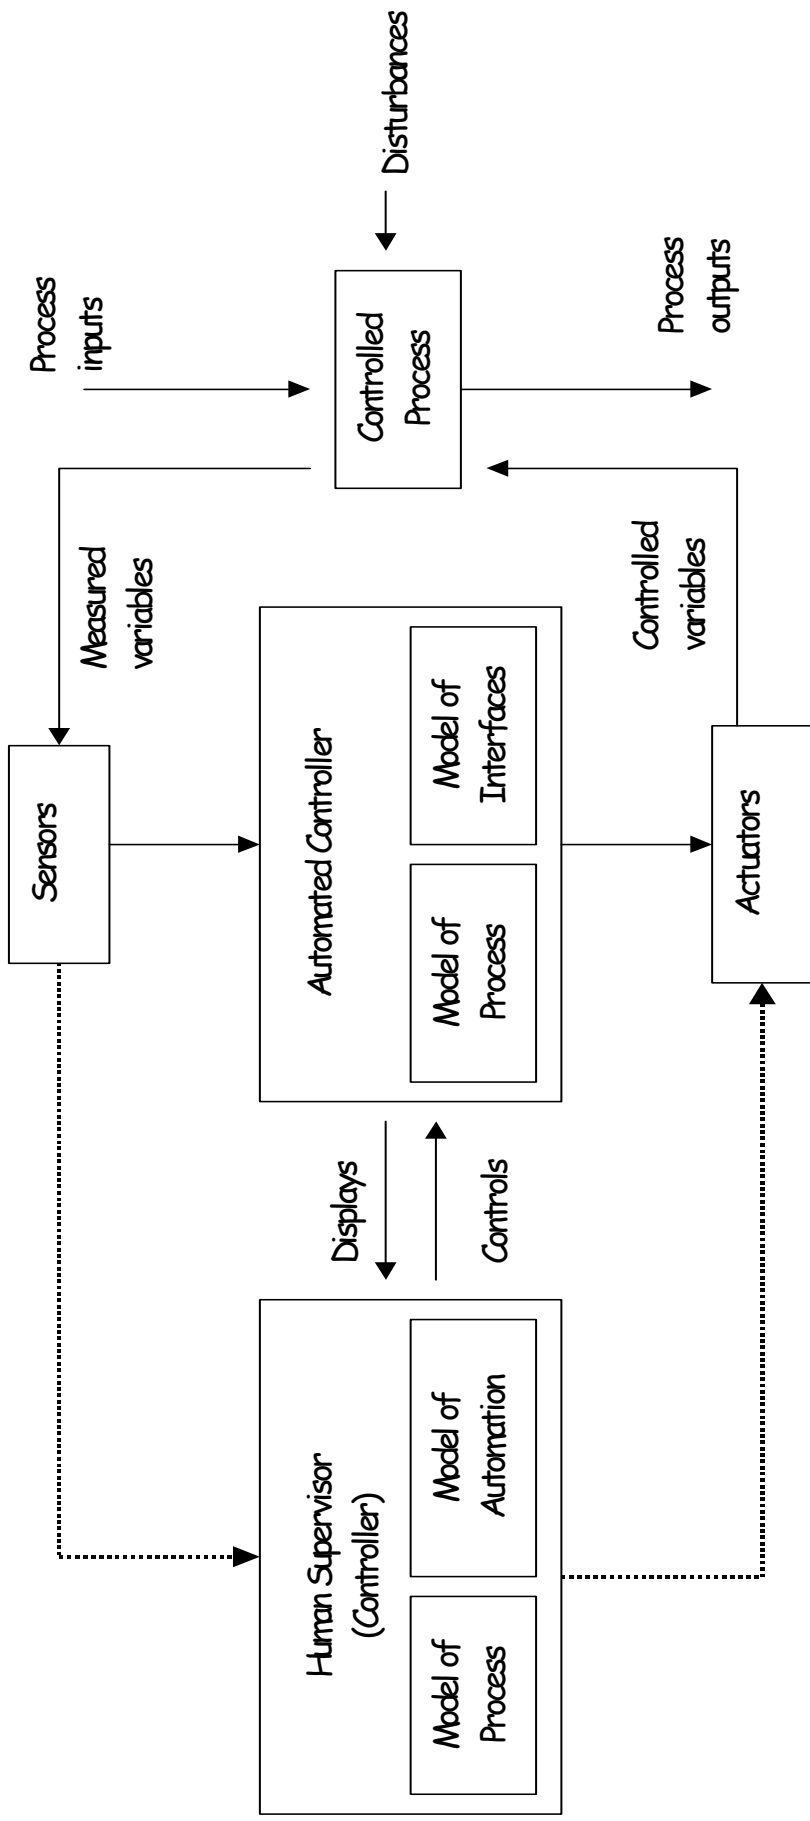 Sensors
Measured
variables
Process
inputs
Human Supervisor
(Controller)
Model of
Process
Model of
Automation
Displays
Controls
Automated Controller
Model of
Process
Model of
Interfaces
Controlled
Process
Disturbances
Actuators
Controlled
variables
Process
outputs